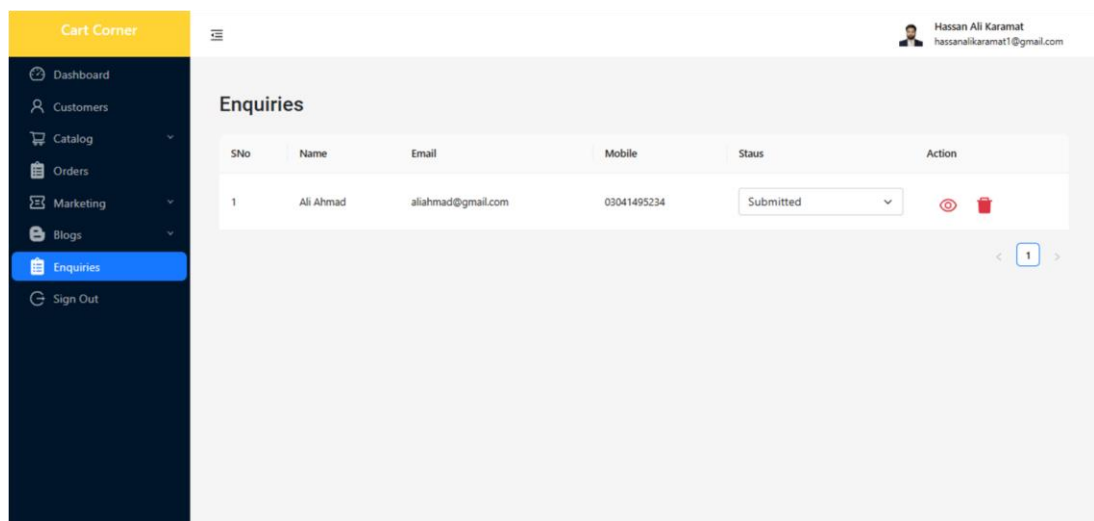 Cart Corner
Hassan Ali Karamat
hassanalikaramat1@gmail.com
Dashboard
Customers
Catalog
Orders
Marketing
Blogs
Enquiries
Sign Out
Enquiries
SNo Name Email Mobile Staus Action
1 Ali Ahmad aliahmad@gmail.com 03041495234 Submitted
< 1 >